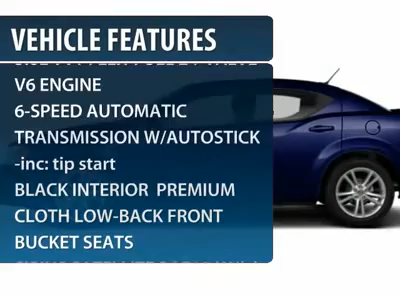 VEHICLE FEATURES
V6 ENGINE
6-SPEED AUTOMATIC
TRANSMISSION W/AUTOSTICK
-inc: tip start
BLACK INTERIOR PREMIUM
CLOTH LOW-BACK FRONT
BUCKET SEATS